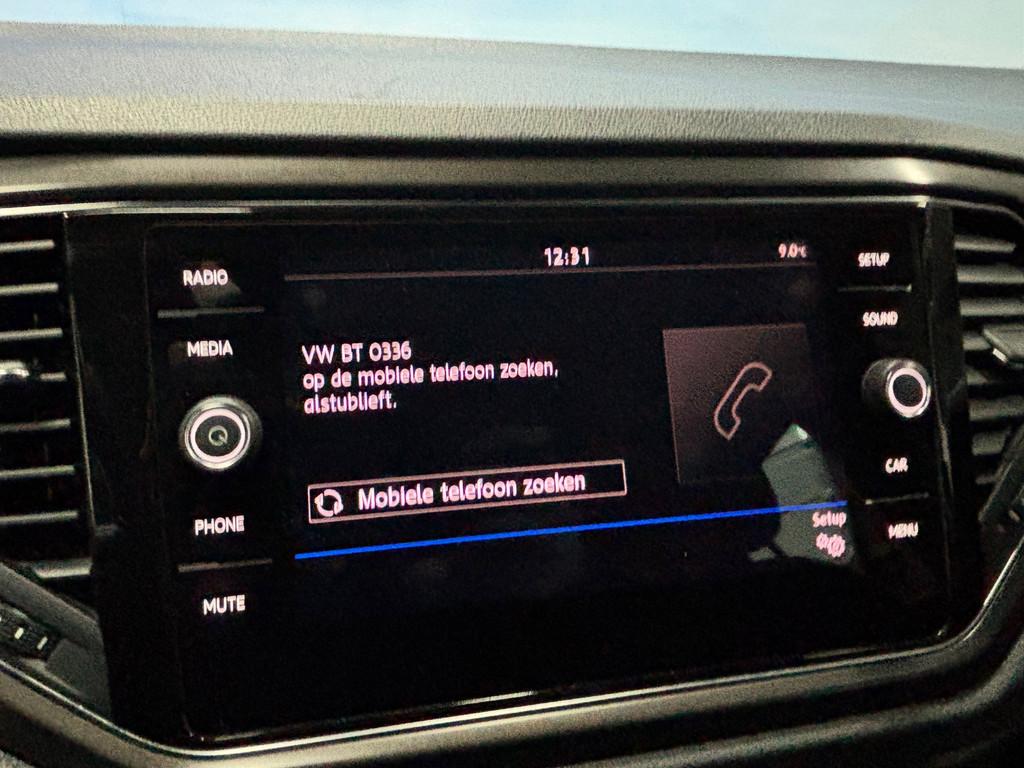 12:31
9.0°C
RADIO
MEDIA
PHONE
MUTE
VW BT 0336
op de mobiele telefoon zoeken,
alstublieft.
Mobiele telefoon zoeken
Setup
SETUP
SOUND
CAR
MENU